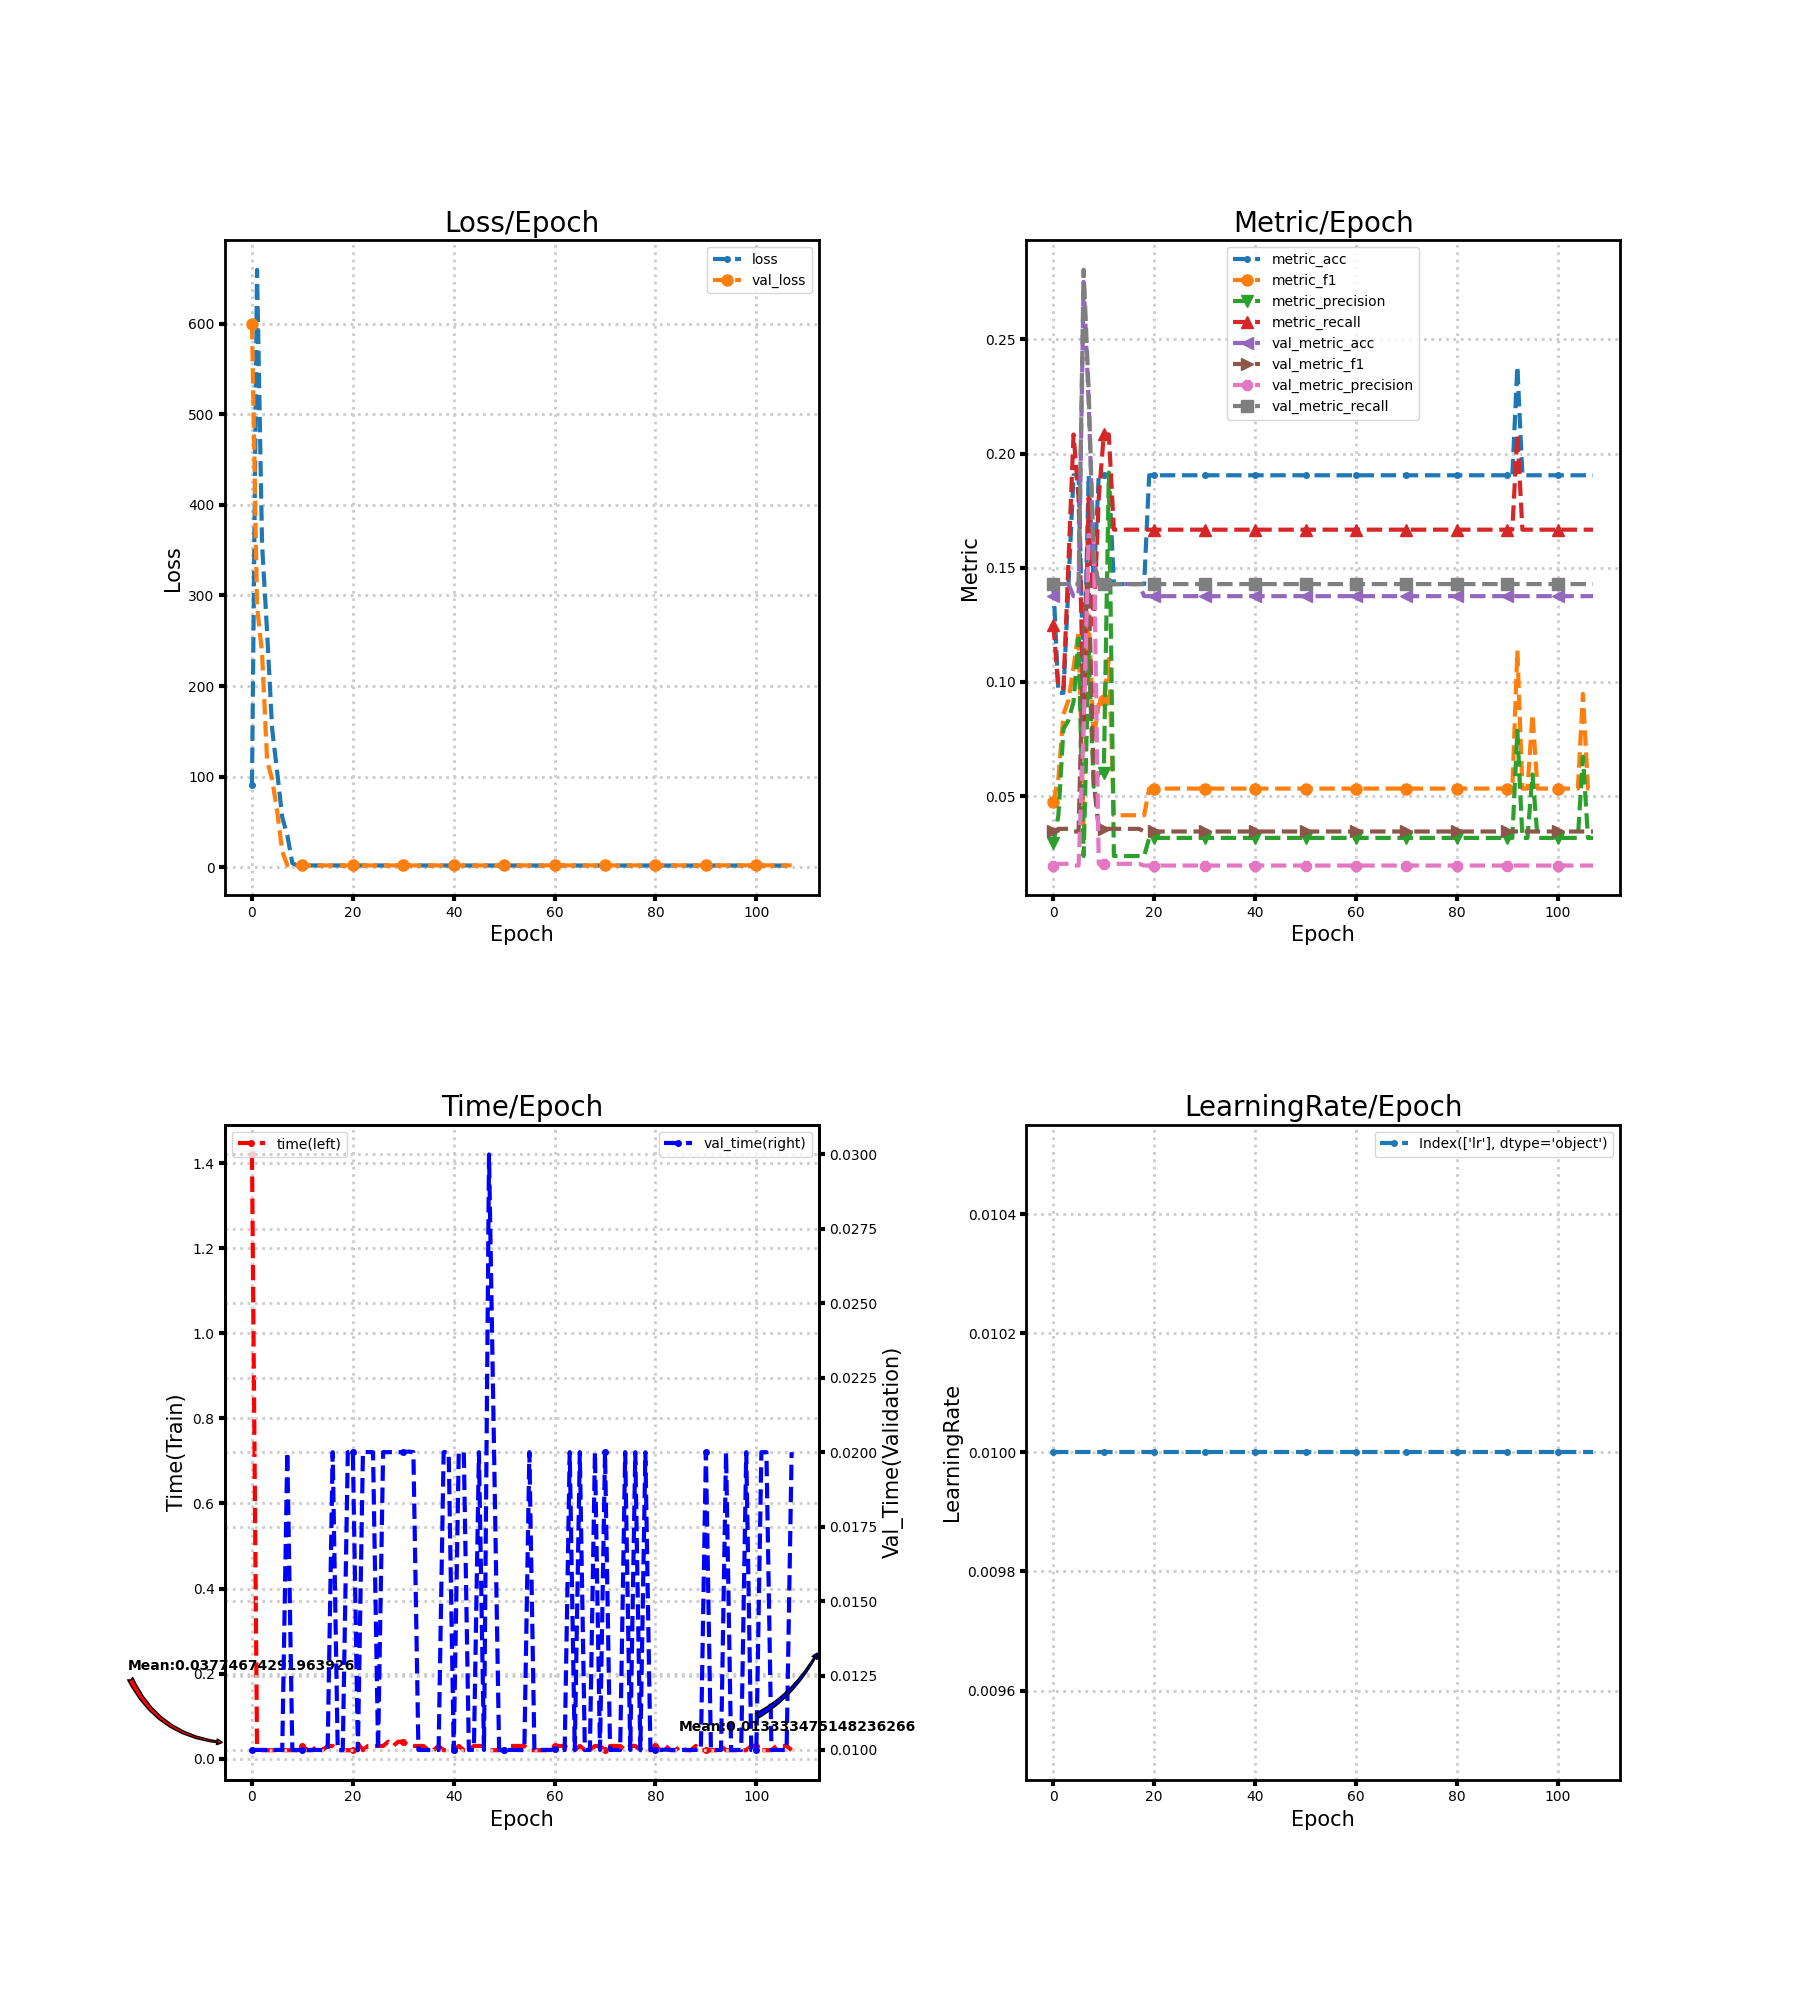 Loss/Epoch
loss
val_loss
600
500
400
300
200
100
0
Loss
0 20 40 60 80 100
Epoch
Metric/Epoch
metric_acc
metric_f1
metric_precision
metric_recall
val_metric_acc
val_metric_f1
val_metric_precision
val_metric_recall
0.25
0.20
0.15
0.10
0.05
Metric
0 20 40 60 80 100
Epoch
Time/Epoch
time(left)
val_time(right)
1.4
1.2
1.0
0.8
0.6
0.4
0.2
0.0
Time(Train)
0.0300
0.0275
0.0250
0.0225
0.0200
0.0175
0.0150
0.0125
0.0100
Val_Time(Validation)
Mean:0.03774674291963926
Mean:0.013333475148236266
0 20 40 60 80 100
Epoch
LearningRate/Epoch
Index(['lr'], dtype='object')
0.0104
0.0102
0.0100
0.0098
0.0096
LearningRate
0 20 40 60 80 100
Epoch